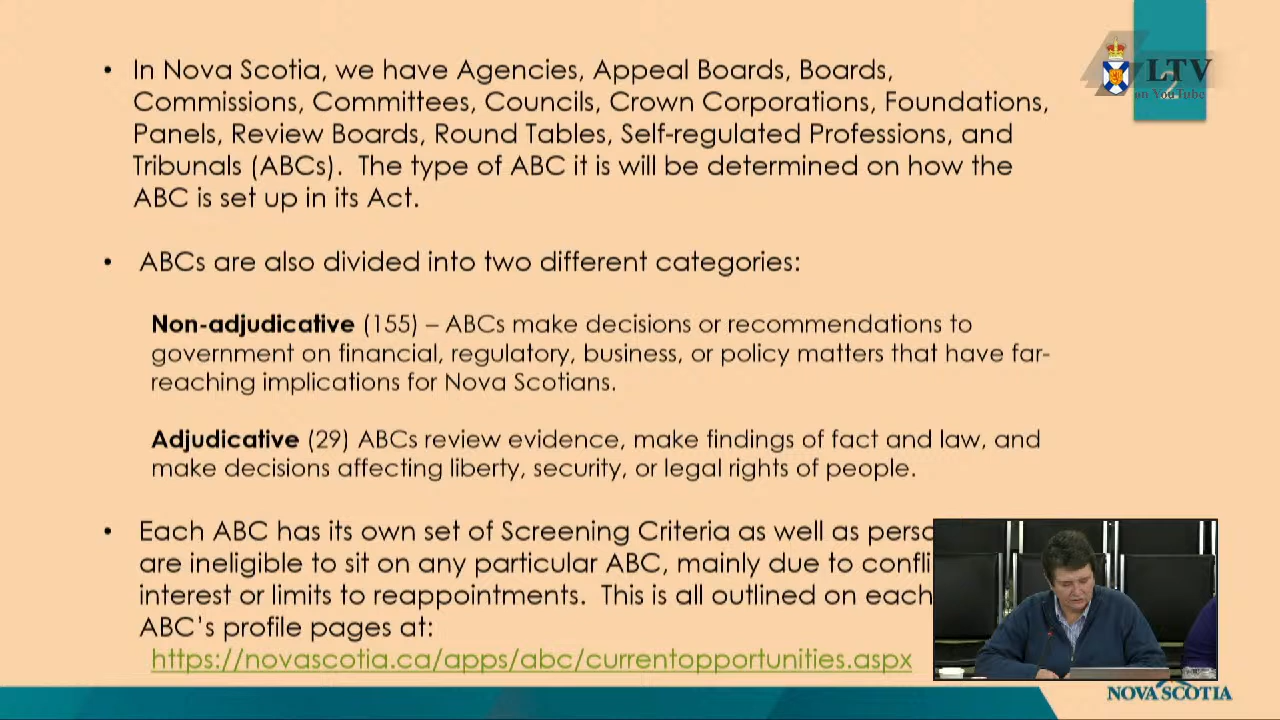 • In Nova Scotia, we have Agencies, Appeal Boards, Boards,
Commissions, Committees, Councils, Crown Corporations, Foundations,
Panels, Review Boards, Round Tables, Self-regulated Professions, and
Tribunals (ABCs). The type of ABC it is will be determined on how the
ABC is set up in its Act.
• ABCs are also divided into two different categories:
Non-adjudicative (155) – ABCs make decisions or recommendations to
government on financial, regulatory, business, or policy matters that have far-
reaching implications for Nova Scotians.
Adjudicative (29) ABCs review evidence, make findings of fact and law, and
make decisions affecting liberty, security, or legal rights of people.
• Each ABC has its own set of Screening Criteria as well as
are ineligible to sit on any particular ABC, mainly due to
interest or limits to reappointments. This is all outlined on each
ABC's profile pages at:
https://novascotia.ca/apps/abc/currentopportunities.aspx
LTV
on YouTube
NOVA SCOTIA